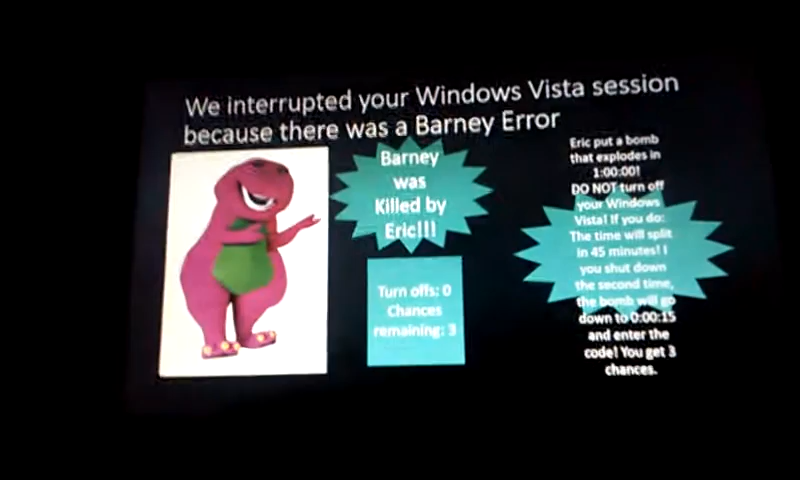 We interrupted your Windows Vista session
because there was a Barney Error
Barney
was
Killed by
Eric!!!
Turn offs: 0
Chances
remaining: 3
Eric put a bomb
that explodes in
1:00:00!
DO NOT turn off
your Windows
Vista! If you do:
The time will split
in 45 minutes! I
you shut down
the second time,
the bomb will go
down to 0:00:15
and enter the
code! You get 3
chances.